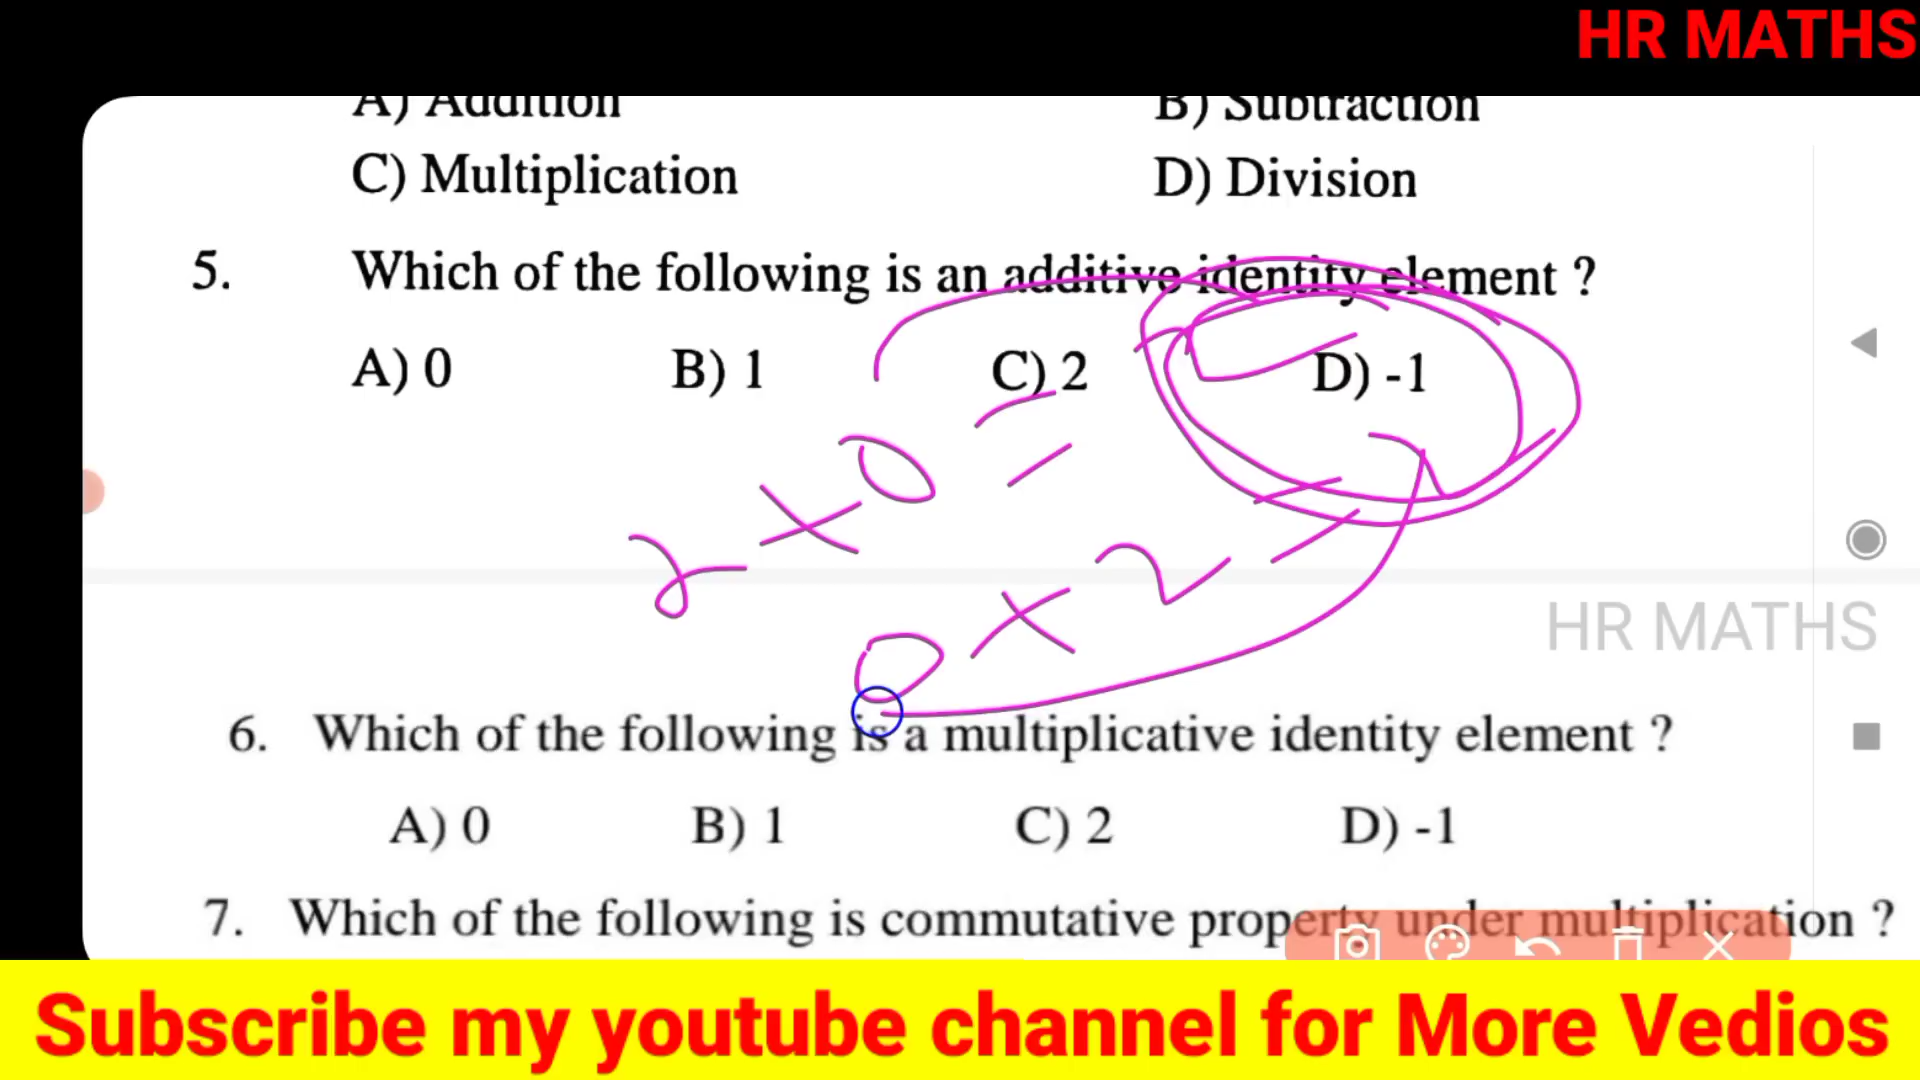 HR MATHS
A) Addition B) Subtraction
C) Multiplication D) Division
5. Which of the following is an additive identity element ?
A) 0 B) 1 C) 2 D) -1
2 × 0 =
0 × 2 =
HR MATHS
6. Which of the following is a multiplicative identity element ?
A) 0 B) 1 C) 2 D) -1
7. Which of the following is commutative property under multiplication ?
Subscribe my youtube channel for More Vedios